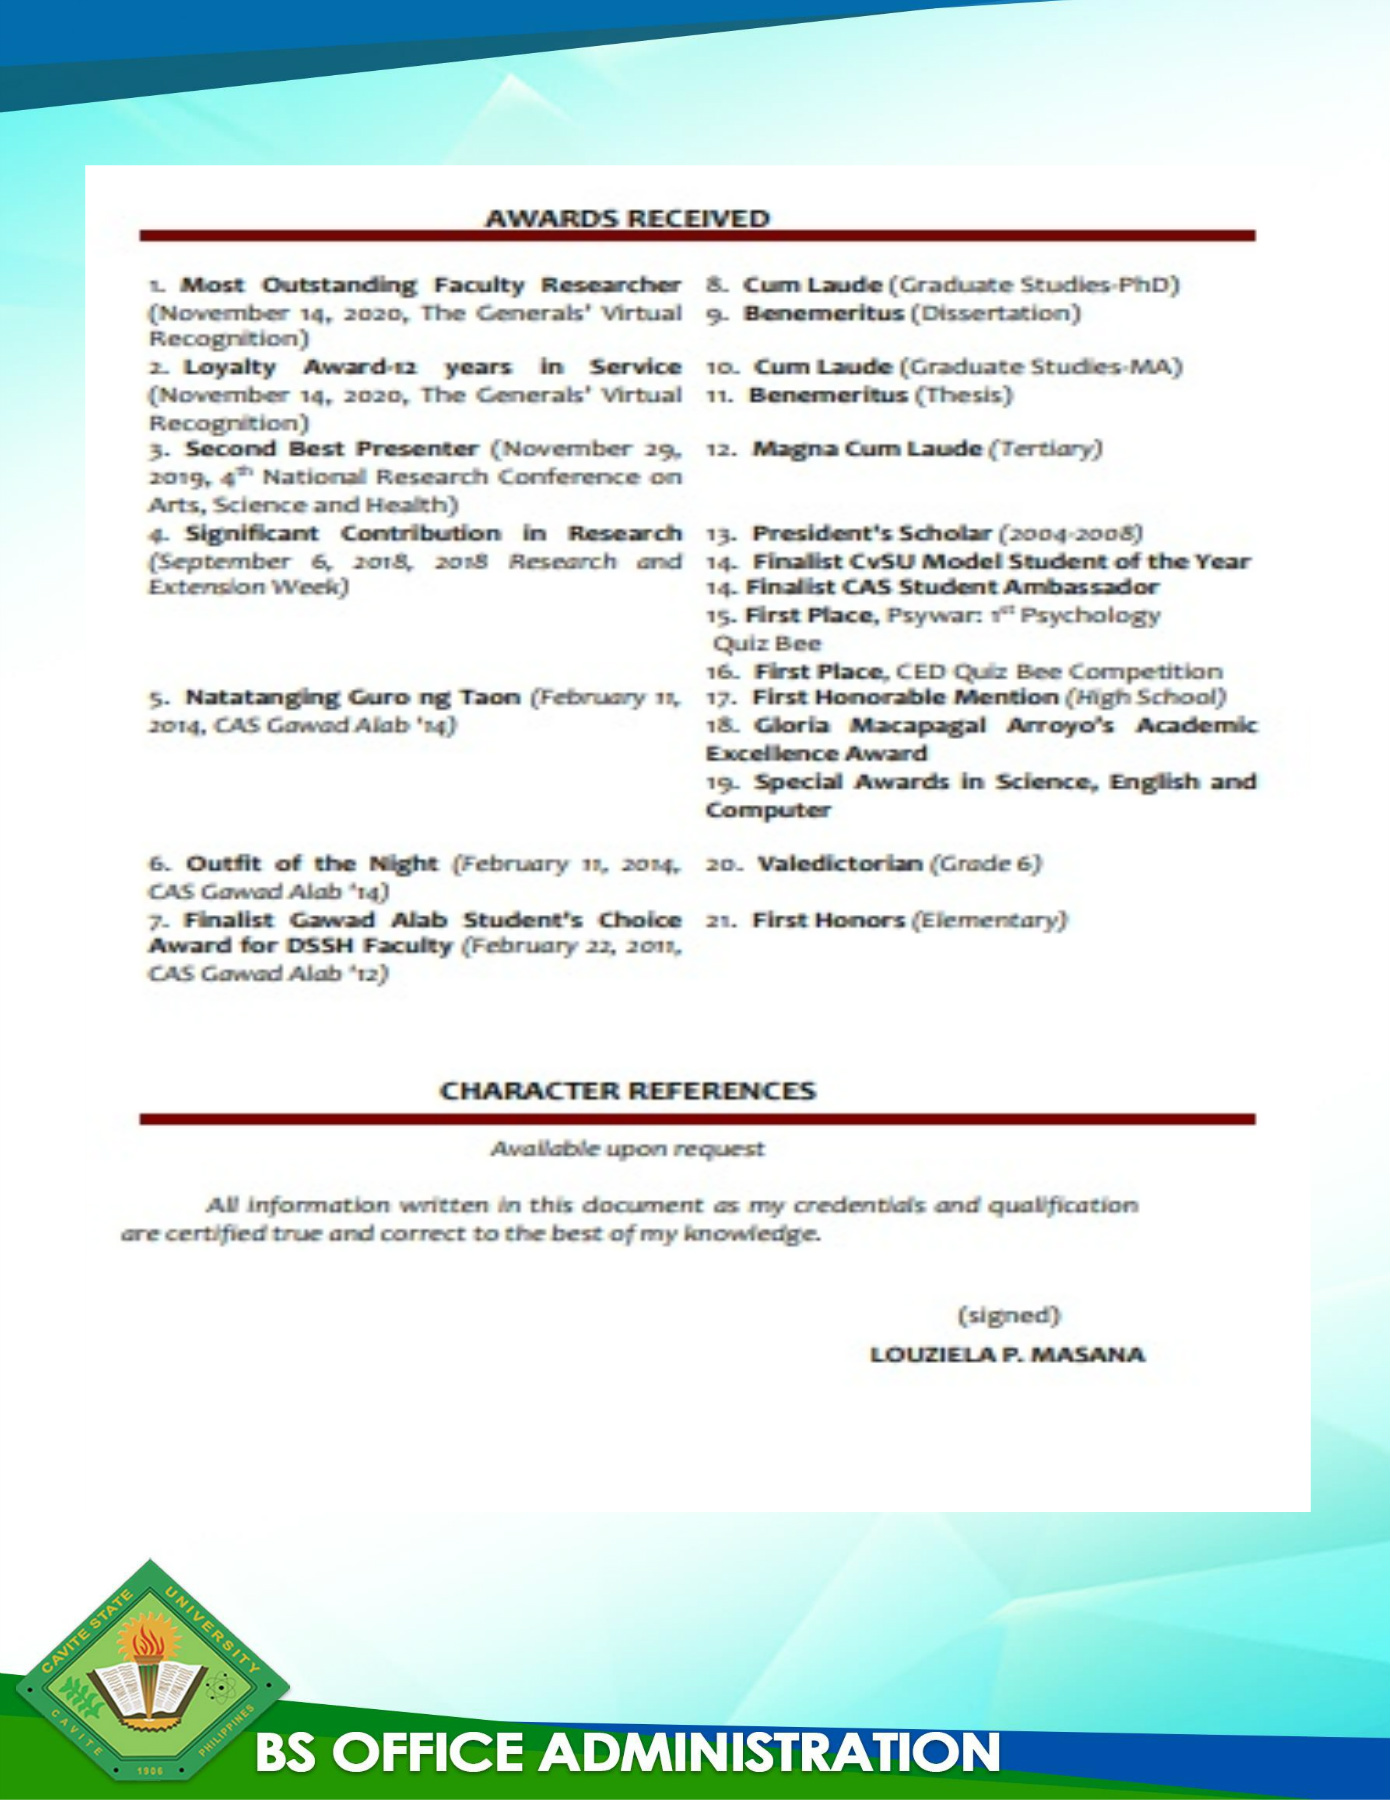 AWARDS RECEIVED
1. Most Outstanding Faculty Researcher
(November 14, 2020, The Generals' Virtual
Recognition)
2. Loyalty Award-12 years in Service
(November 14, 2020, The Generals' Virtual
Recognition)
3. Second Best Presenter (November 29,
2019, 4th National Research Conference on
Arts, Science and Health)
4. Significant Contribution in Research
(September 6, 2018, 2018 Research and
Extension Week)
5. Natatanging Guro ng Taon (February 11,
2014, CAS Gawad Alab '14)
6. Outfit of the Night (February 11, 2014,
CAS Gawad Alab '14)
7. Finalist Gawad Alab Student's Choice
Award for DSSH Faculty (February 22, 2011,
CAS Gawad Alab '12)
8. Cum Laude (Graduate Studies-PhD)
9. Benemeritus (Dissertation)
10. Cum Laude (Graduate Studies-MA)
11. Benemeritus (Thesis)
12. Magna Cum Laude (Tertiary)
13. President's Scholar (2004-2008)
14. Finalist CvSU Model Student of the Year
14. Finalist CAS Student Ambassador
15. First Place, Psywar: 1st Psychology
Quiz Bee
16. First Place, CED Quiz Bee Competition
17. First Honorable Mention (High School)
18. Gloria Macapagal Arroyo's Academic
Excellence Award
19. Special Awards in Science, English and
Computer
20. Valedictorian (Grade 6)
21. First Honors (Elementary)
CHARACTER REFERENCES
Available upon request
All information written in this document as my credentials and qualification
are certified true and correct to the best of my knowledge.
(signed)
LOUZIELA P. MASANA
CAVITE STATE UNIVERSITY
CAVITE PHILIPPINES
1906
BS OFFICE ADMINISTRATION